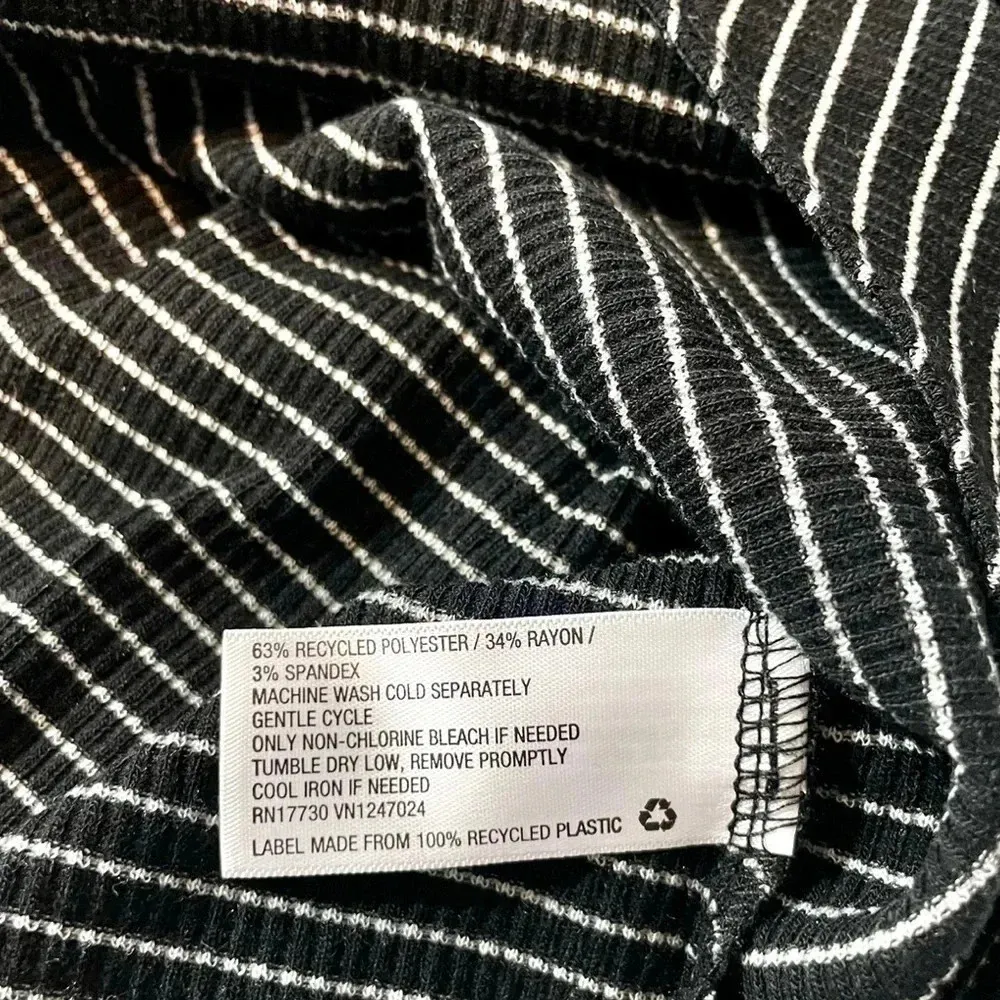 63% RECYCLED POLYESTER / 34% RAYON /
3% SPANDEX
MACHINE WASH COLD SEPARATELY
GENTLE CYCLE
ONLY NON-CHLORINE BLEACH IF NEEDED
TUMBLE DRY LOW, REMOVE PROMPTLY
COOL IRON IF NEEDED
RN17730 VN1247024
LABEL MADE FROM 100% RECYCLED PLASTIC